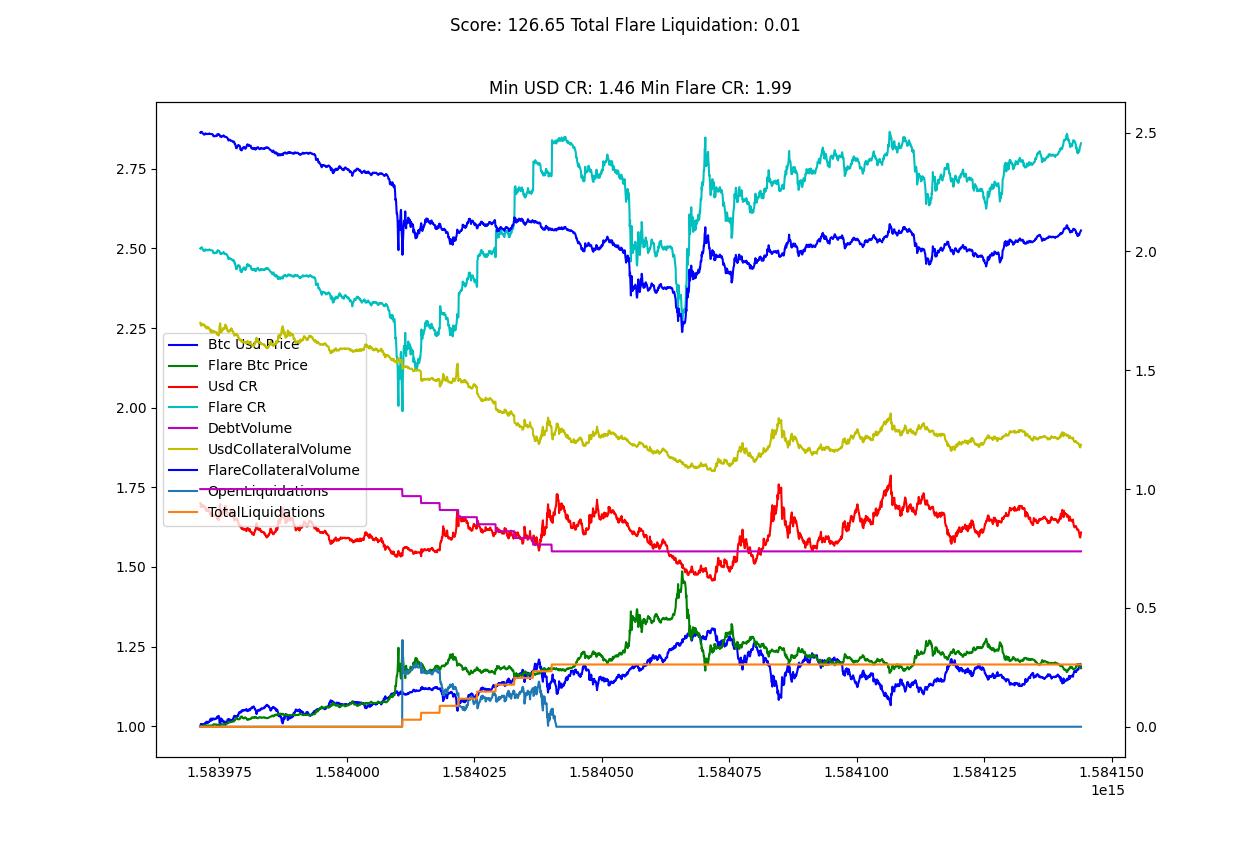 Score: 126.65 Total Flare Liquidation: 0.01
Min USD CR: 1.46 Min Flare CR: 1.99
2.75
2.50
2.25
2.00
1.75
1.50
1.25
1.00
Btc Usd Price
Flare Btc Price
Usd CR
Flare CR
DebtVolume
UsdCollateralVolume
FlareCollateralVolume
OpenLiquidations
TotalLiquidations
2.5
2.0
1.5
1.0
0.5
0.0
1.583975 1.584000 1.584025 1.584050 1.584075 1.584100 1.584125 1.584150
1e15